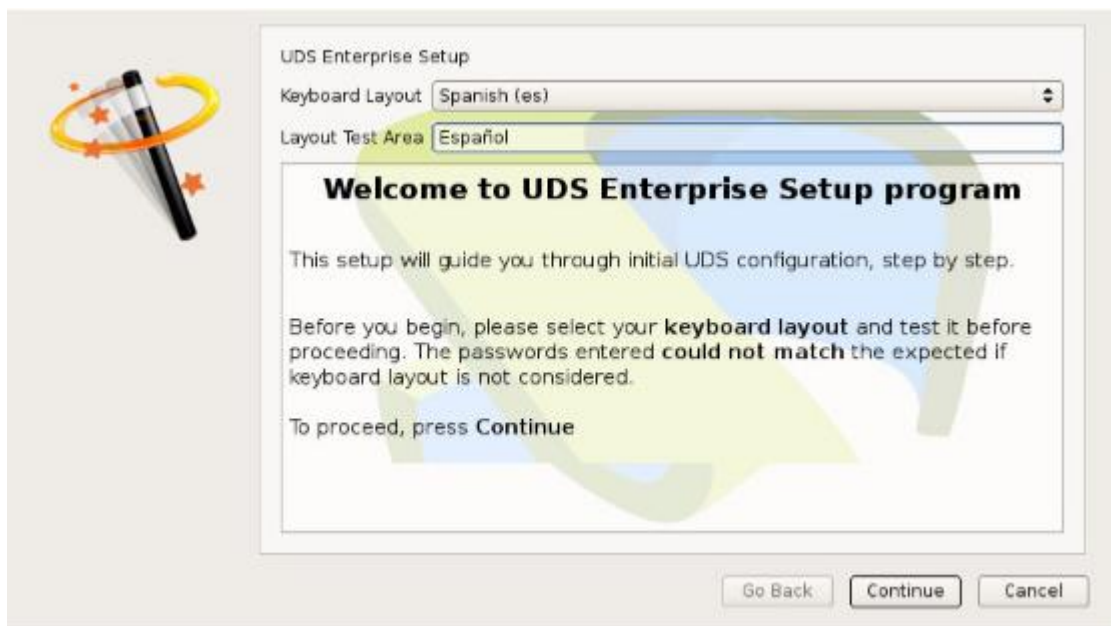 UDS Enterprise Setup
Keyboard Layout Spanish (es)
Layout Test Area Español
Welcome to UDS Enterprise Setup program
This setup will guide you through initial UDS configuration, step by step.
Before you begin, please select your keyboard layout and test it before
proceeding. The passwords entered could not match the expected if
keyboard layout is not considered.
To proceed, press Continue
Go Back Continue Cancel